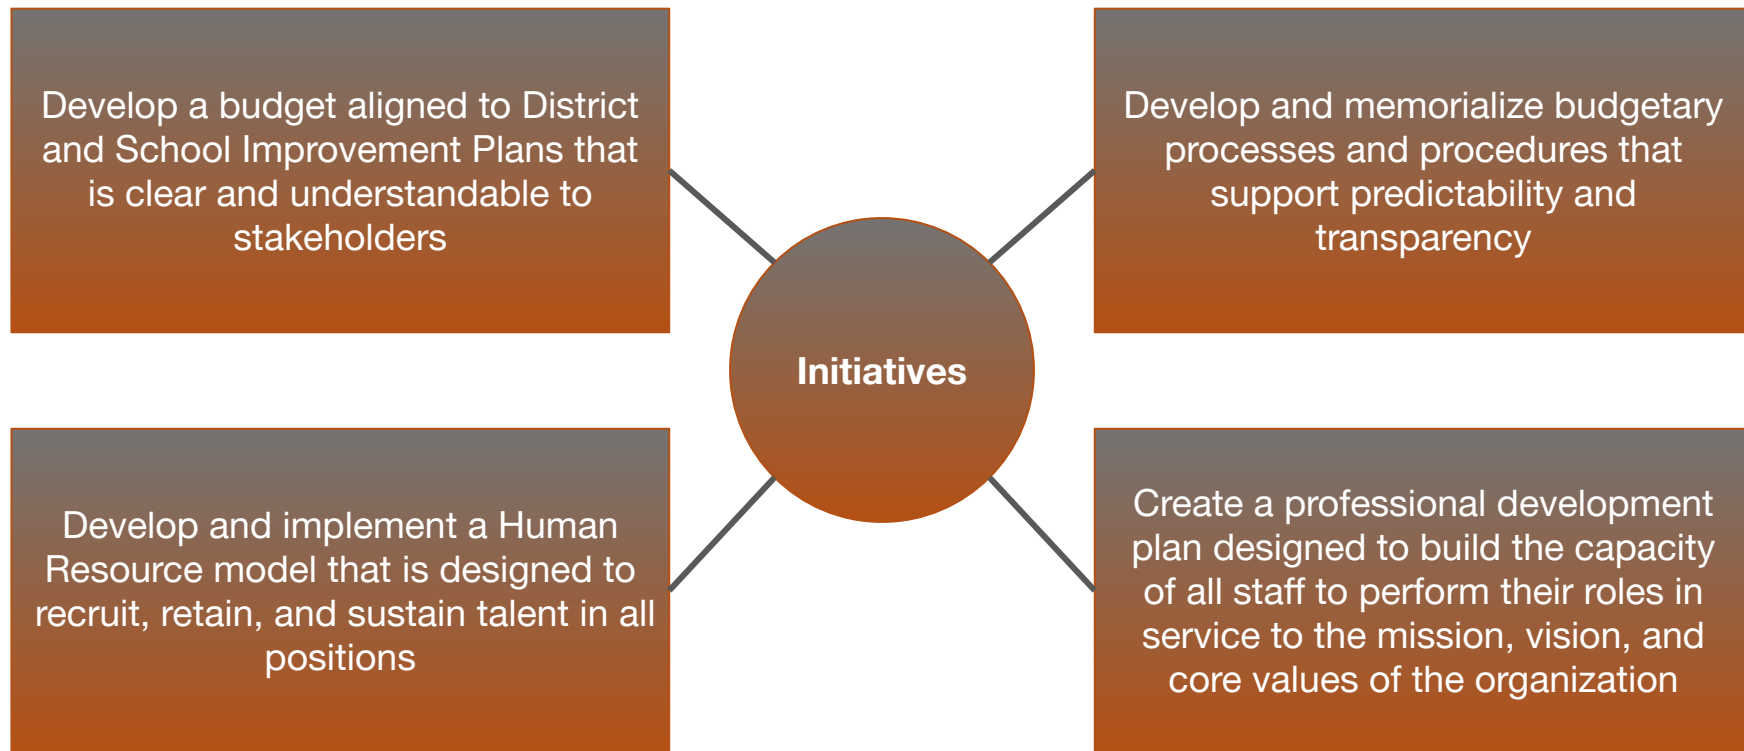 Develop a budget aligned to District
and School Improvement Plans that
is clear and understandable to
stakeholders
Develop and memorialize budgetary
processes and procedures that
support predictability and
transparency
Initiatives
Develop and implement a Human
Resource model that is designed to
recruit, retain, and sustain talent in all
positions
Create a professional development
plan designed to build the capacity
of all staff to perform their roles in
service to the mission, vision, and
core values of the organization